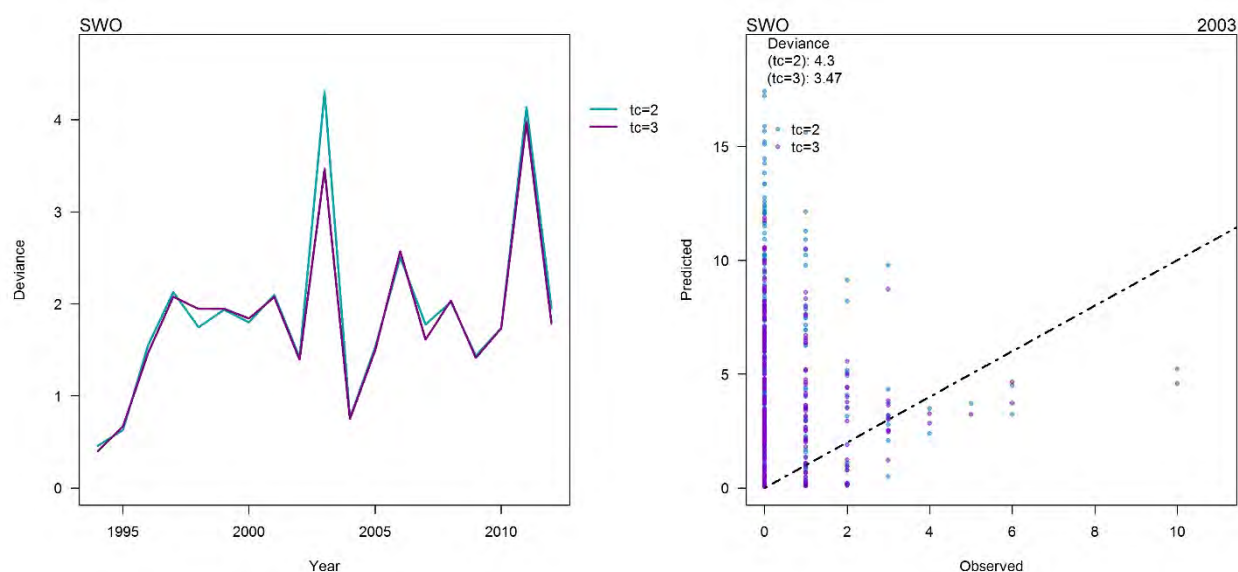 SWO
4
3
2
1
0
Deviance
1995
2000
2005
2010
Year
tc=2
tc=3
SWO
2003
Deviance
(tc=2): 4.3
(tc=3): 3.47
tc=2
tc=3
15
10
5
0
Predicted
0
2
4
6
8
10
Observed